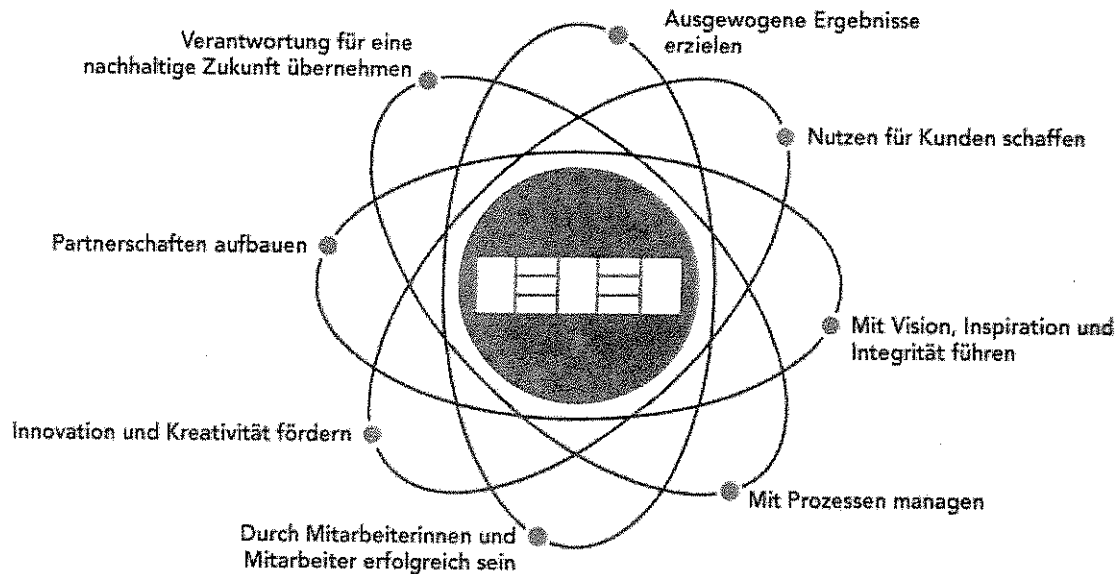 Ausgewogene Ergebnisse
erzielen
Verantwortung für eine
nachhaltige Zukunft übernehmen
Nutzen für Kunden schaffen
Partnerschaften aufbauen
Mit Vision, Inspiration und
Integrität führen
Innovation und Kreativität fördern
Mit Prozessen managen
Durch Mitarbeiterinnen und
Mitarbeiter erfolgreich sein